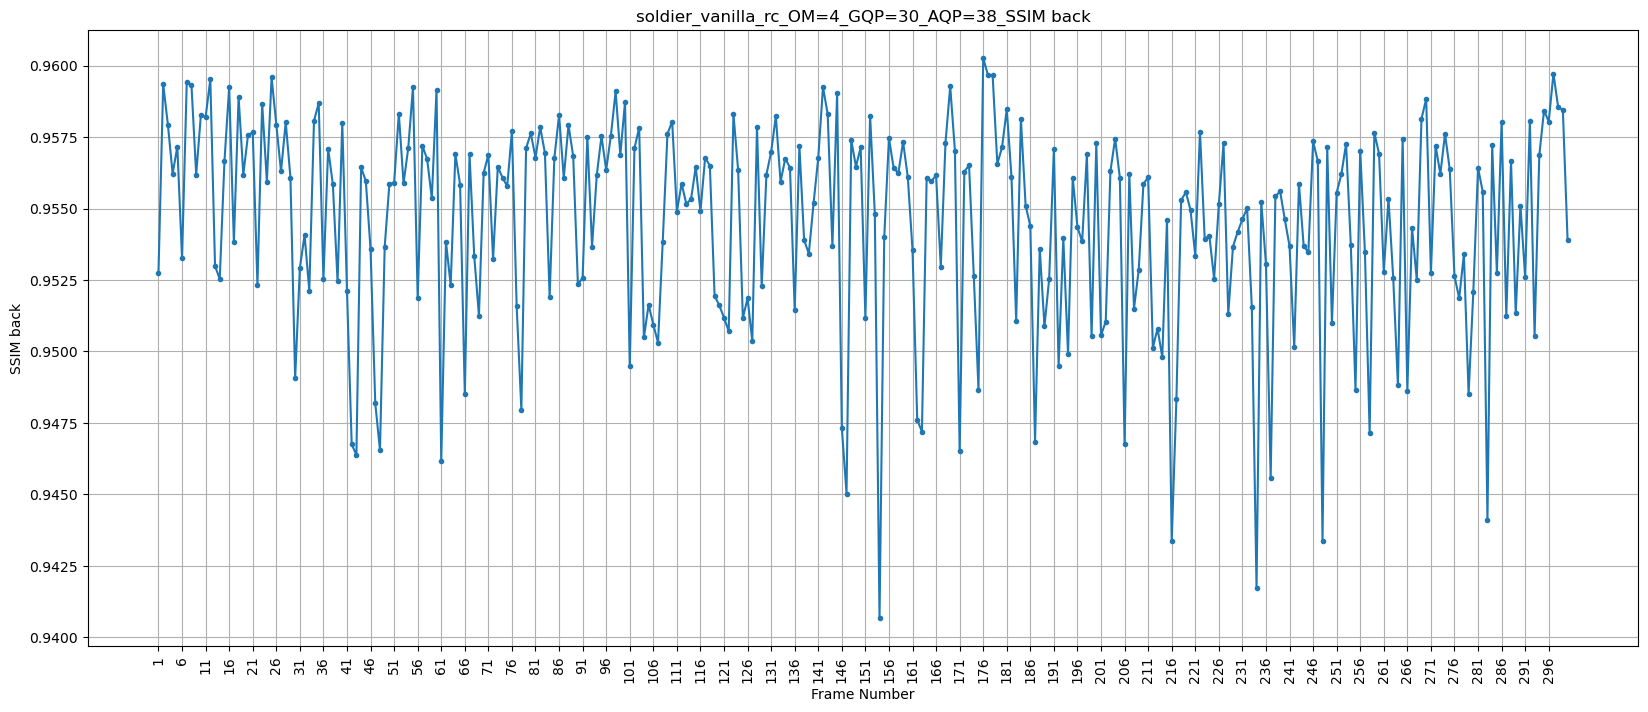 soldier_vanilla_rc_OM=4_GQP=30_AQP=38_SSIM back
SSIM back
0.9600
0.9575
0.9550
0.9525
0.9500
0.9475
0.9450
0.9425
0.9400
1 6 11 16 21 26 31 36 41 46 51 56 61 66 71 76 81 86 91 96 101 106 111 116 121 126 131 136 141 146 151 156 161 166 171 176 181 186 191 196 201 206 211 216 221 226 231 236 241 246 251 256 261 266 271 276 281 286 291 296
Frame Number